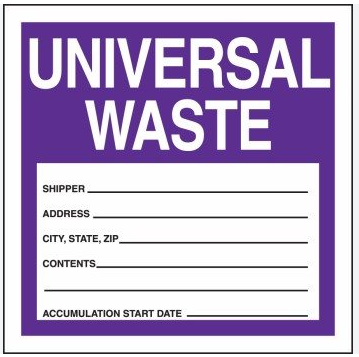 UNIVERSAL
WASTE
SHIPPER
ADDRESS
CITY, STATE, ZIP
CONTENTS
ACCUMULATION START DATE